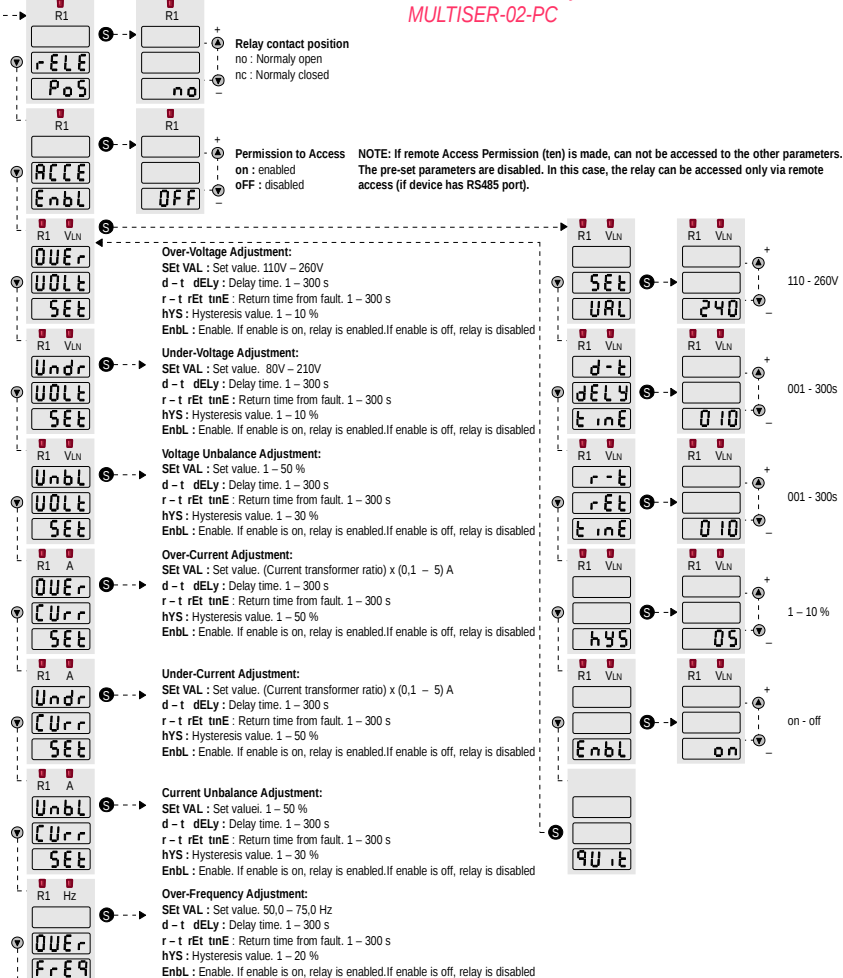 MULTISER-02-PC
R1
rELE
PoS
S
R1
no
+
–
Relay contact position
no : Normaly open
nc : Normaly closed
R1
ACCE
EnbL
S
R1
OFF
+
–
Permission to Access
on : enabled
oFF : disabled
NOTE: If remote Access Permission (ten) is made, can not be accessed to the other parameters.
The pre-set parameters are disabled. In this case, the relay can be accessed only via remote
access (if device has RS485 port).
R1 VLN
OUEr
UOLt
SEt
S
Over-Voltage Adjustment:
SEt VAL : Set value. 110V – 260V
d – t dELy : Delay time. 1 – 300 s
r – t rEt tınE : Return time from fault. 1 – 300 s
hYS : Hysteresis value. 1 – 10 %
EnbL : Enable. If enable is on, relay is enabled.If enable is off, relay is disabled
R1 VLN
Undr
UOLt
SEt
S
Under-Voltage Adjustment:
SEt VAL : Set value. 80V – 210V
d – t dELy : Delay time. 1 – 300 s
r – t rEt tınE : Return time from fault. 1 – 300 s
hYS : Hysteresis value. 1 – 10 %
EnbL : Enable. If enable is on, relay is enabled.If enable is off, relay is disabled
R1 VLN
UnbL
UOLt
SEt
S
Voltage Unbalance Adjustment:
SEt VAL : Set value. 1 – 50 %
d – t dELy : Delay time. 1 – 300 s
r – t rEt tınE : Return time from fault. 1 – 300 s
hYS : Hysteresis value. 1 – 30 %
EnbL : Enable. If enable is on, relay is enabled.If enable is off, relay is disabled
R1 A
OUEr
CUrr
SEt
S
Over-Current Adjustment:
SEt VAL : Set value. (Current transformer ratio) x (0,1 – 5) A
d – t dELy : Delay time. 1 – 300 s
r – t rEt tınE : Return time from fault. 1 – 300 s
hYS : Hysteresis value. 1 – 50 %
EnbL : Enable. If enable is on, relay is enabled.If enable is off, relay is disabled
R1 A
Undr
CUrr
SEt
S
Under-Current Adjustment:
SEt VAL : Set value. (Current transformer ratio) x (0,1 – 5) A
d – t dELy : Delay time. 1 – 300 s
r – t rEt tınE : Return time from fault. 1 – 300 s
hYS : Hysteresis value. 1 – 50 %
EnbL : Enable. If enable is on, relay is enabled.If enable is off, relay is disabled
R1 A
UnbL
CUrr
SEt
S
Current Unbalance Adjustment:
SEt VAL : Set valuei. 1 – 50 %
d – t dELy : Delay time. 1 – 300 s
r – t rEt tınE : Return time from fault. 1 – 300 s
hYS : Hysteresis value. 1 – 30 %
EnbL : Enable. If enable is on, relay is enabled.If enable is off, relay is disabled
R1 Hz
OUEr
FrEq
S
Over-Frequency Adjustment:
SEt VAL : Set value. 50,0 – 75,0 Hz
d – t dELy : Delay time. 1 – 300 s
r – t rEt tınE : Return time from fault. 1 – 300 s
hYS : Hysteresis value. 1 – 20 %
EnbL : Enable. If enable is on, relay is enabled.If enable is off, relay is disabled
R1 VLN
SEt
UAL
S
R1 VLN
240
+
–
110 - 260V
R1 VLN
d-t
dELY
tınE
S
R1 VLN
010
+
–
001 - 300s
R1 VLN
r-t
rEt
tınE
S
R1 VLN
010
+
–
001 - 300s
R1 VLN
hYS
S
R1 VLN
05
+
–
1 – 10 %
R1 VLN
EnbL
S
R1 VLN
on
+
–
on - off
S
qUıt